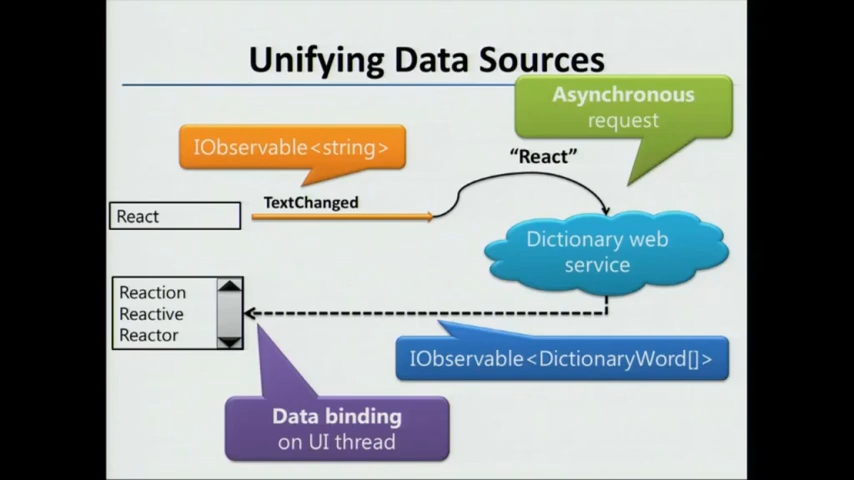 Unifying Data Sources
Asynchronous
request
IObservable<string>
"React"
TextChanged
React
Dictionary web
service
Reaction
Reactive
Reactor
IObservable<DictionaryWord[]>
Data binding
on UI thread